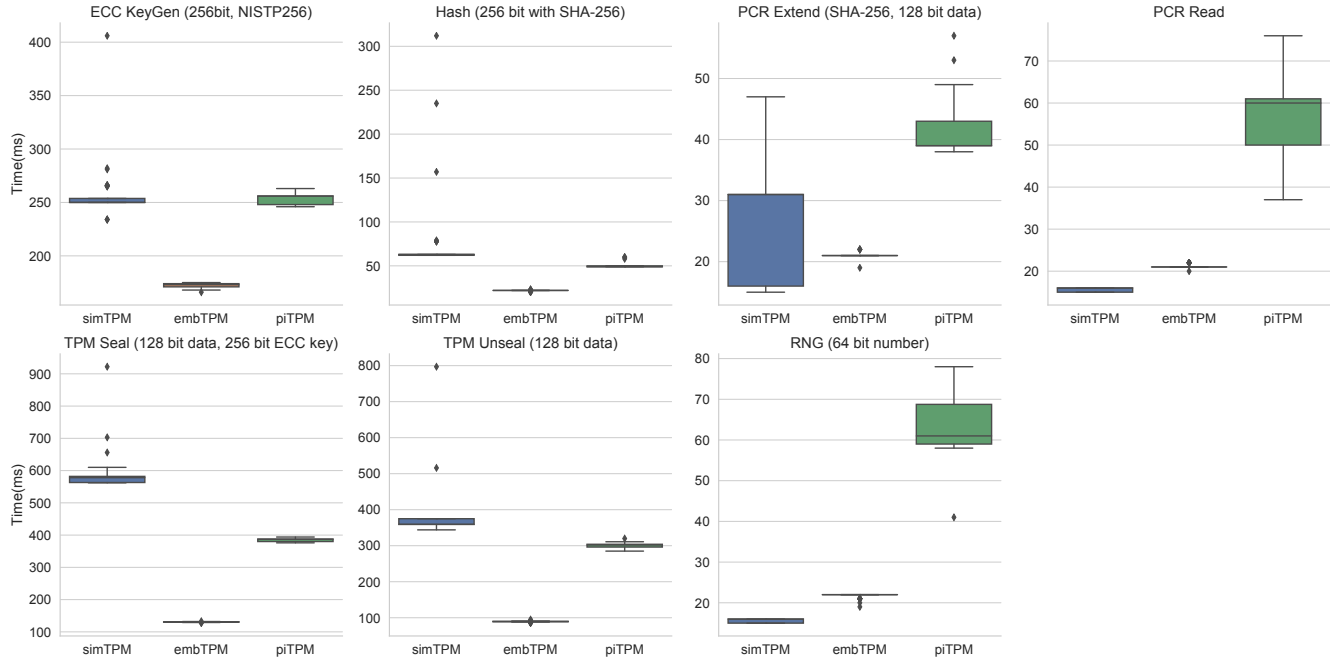 ECC KeyGen (256bit, NISTP256)
Time(ms)
400
350
300
250
200
simTPM embTPM piTPM
Hash (256 bit with SHA-256)
300
250
200
150
100
50
simTPM embTPM piTPM
PCR Extend (SHA-256, 128 bit data)
50
40
30
20
simTPM embTPM piTPM
PCR Read
70
60
50
40
30
20
simTPM embTPM piTPM
TPM Seal (128 bit data, 256 bit ECC key)
Time(ms)
900
800
700
600
500
400
300
200
100
simTPM embTPM piTPM
TPM Unseal (128 bit data)
800
700
600
500
400
300
200
100
simTPM embTPM piTPM
RNG (64 bit number)
80
70
60
50
40
30
20
simTPM embTPM piTPM